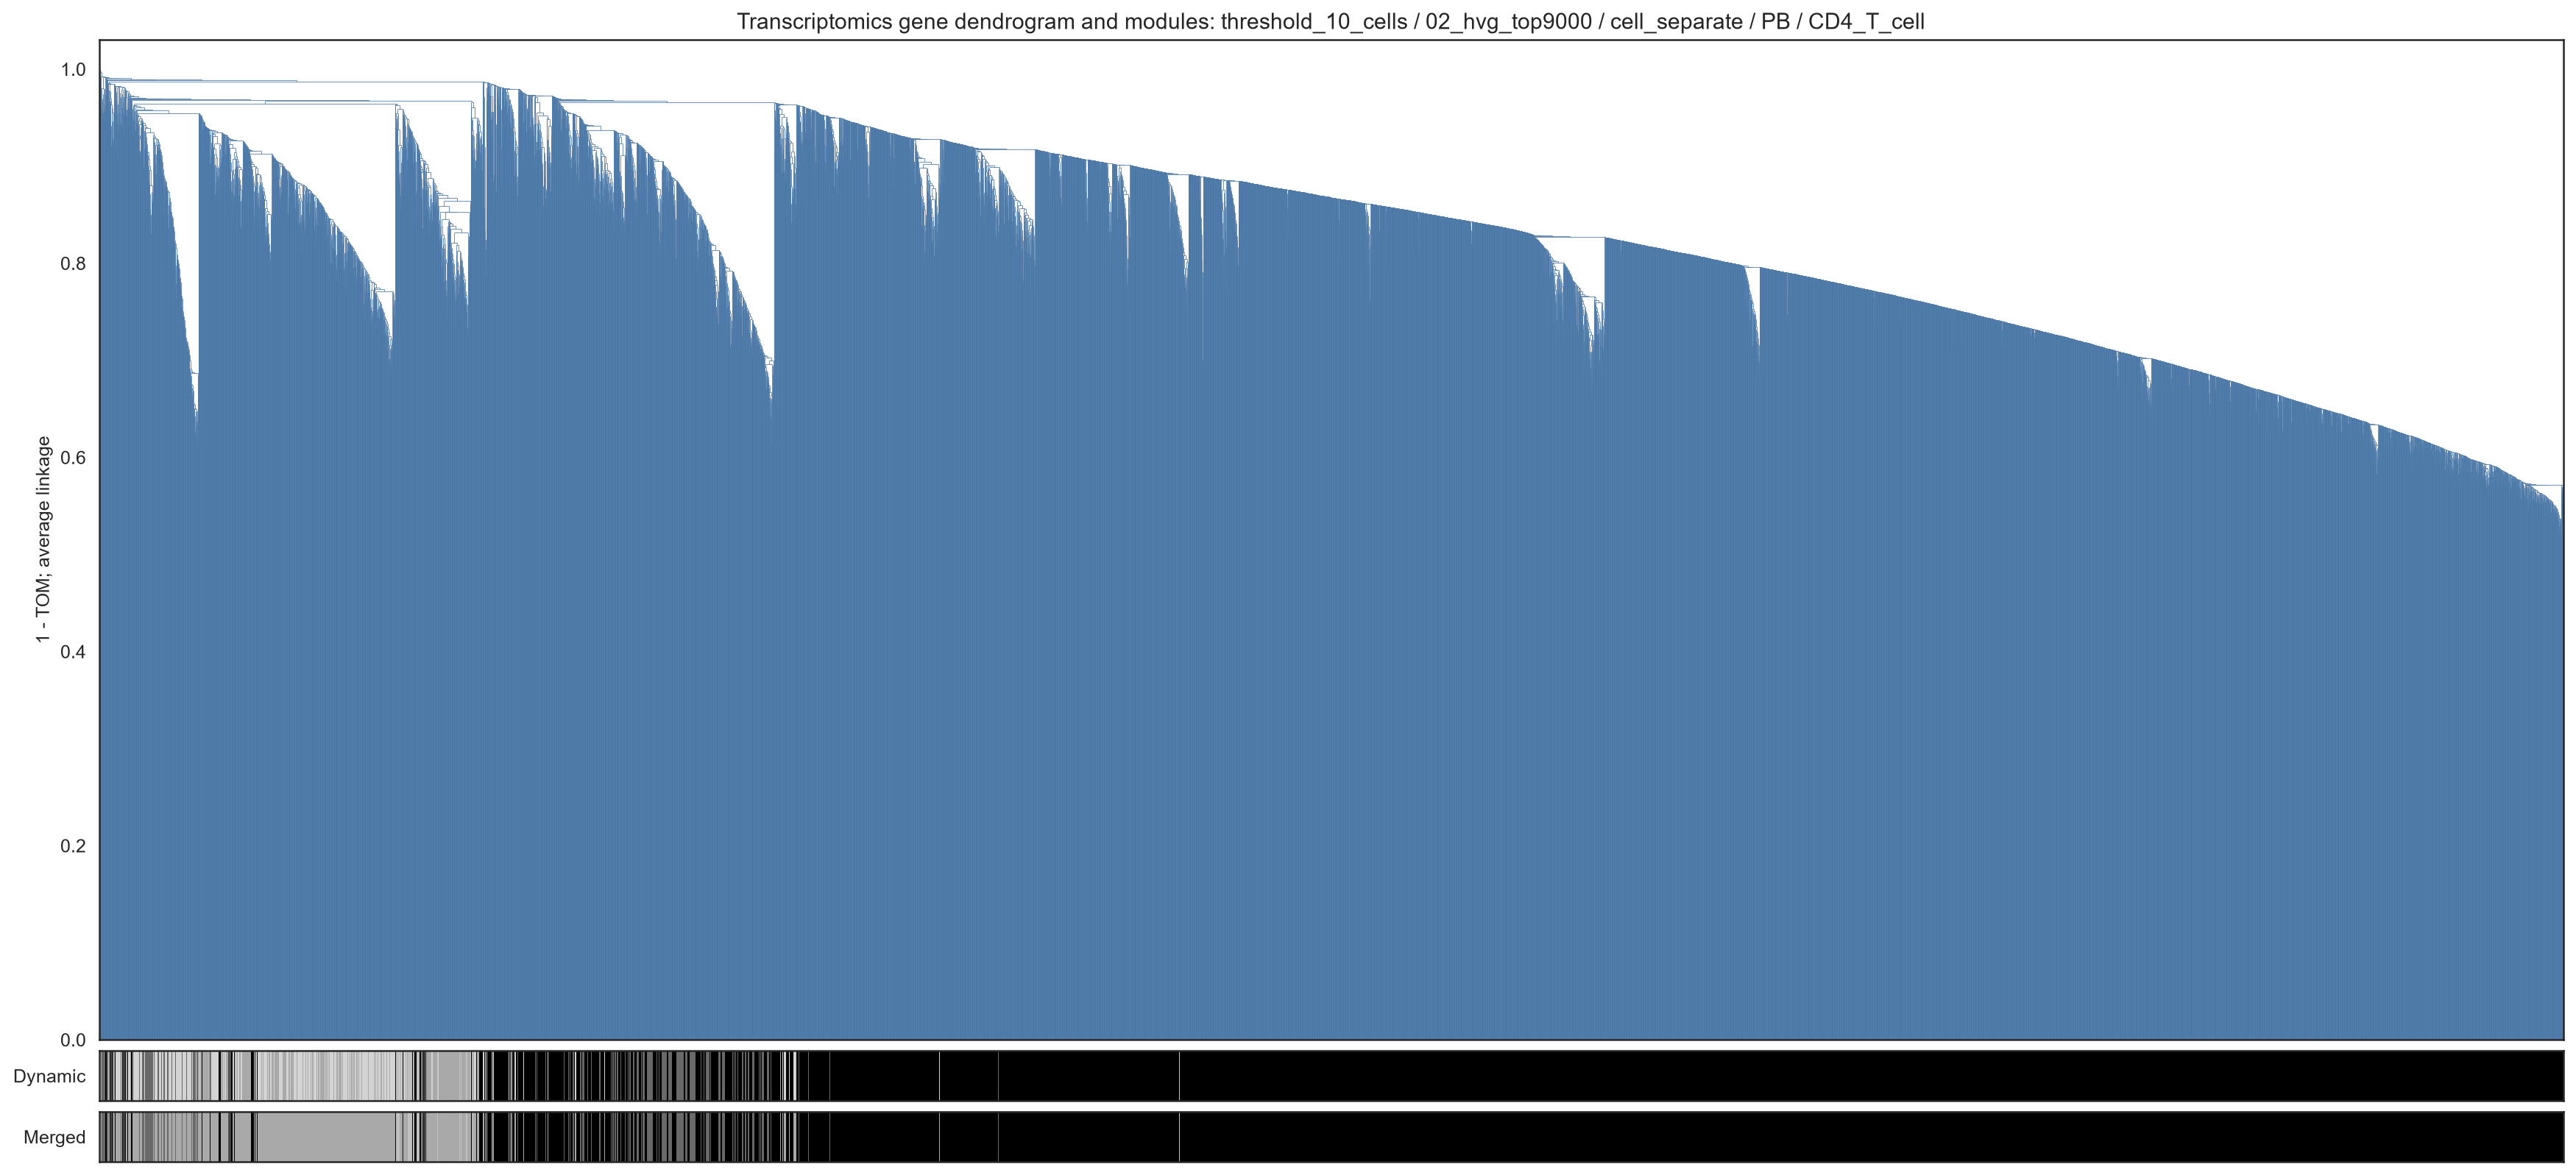 Transcriptomics gene dendrogram and modules: threshold_10_cells / 02_hvg_top9000 / cell_separate / PB / CD4_T_cell
1.0
0.8
0.6
0.4
0.2
0.0
1 - TOM; average linkage
Dynamic
Merged